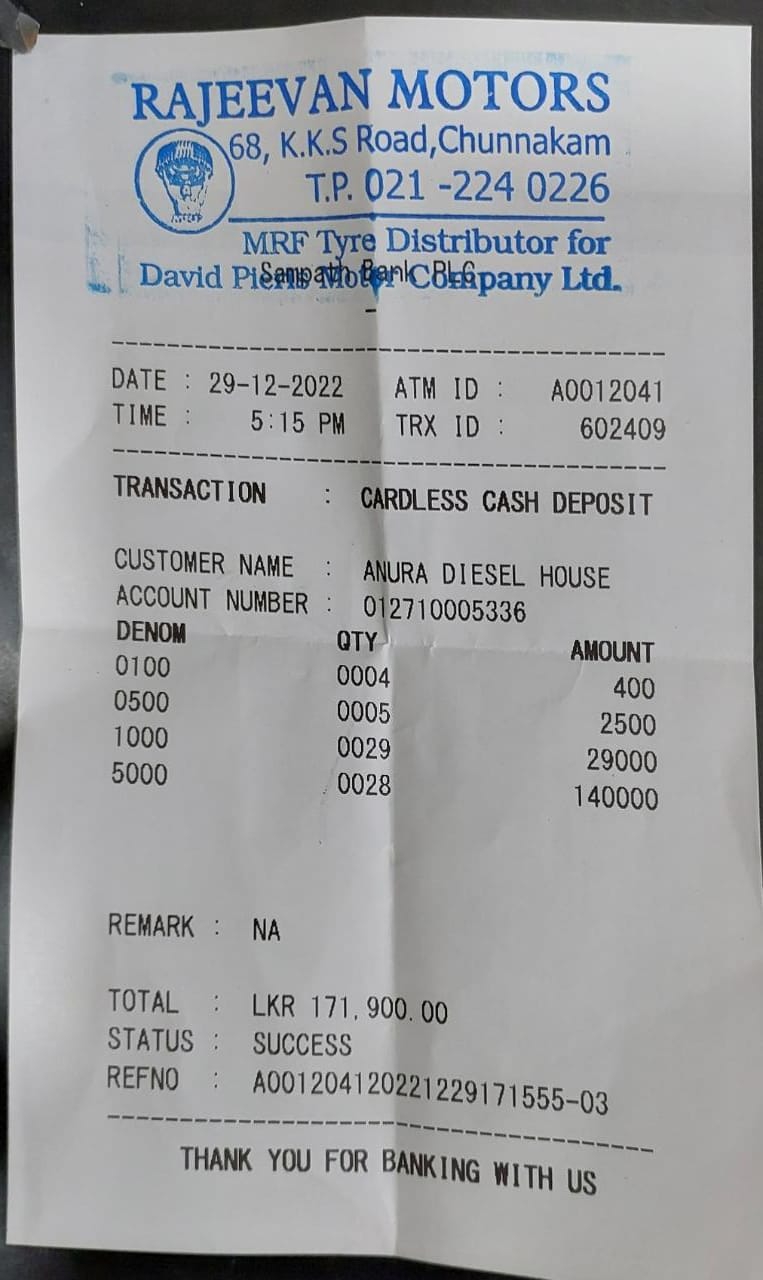 RAJEEVAN MOTORS
68, K.K.S Road,Chunnakam
T.P. 021 -224 0226
MRF Tyre Distributor for
David Pieris Motor Company Ltd.
Sampath Bank PLC
DATE : 29-12-2022 ATM ID : A0012041
TIME : 5:15 PM TRX ID : 602409
TRANSACTION : CARDLESS CASH DEPOSIT
CUSTOMER NAME : ANURA DIESEL HOUSE
ACCOUNT NUMBER : 012710005336
DENOM QTY AMOUNT
0100 0004 400
0500 0005 2500
1000 0029 29000
5000 0028 140000
REMARK : NA
TOTAL : LKR 171,900.00
STATUS : SUCCESS
REFNO : A001204120221229171555-03
THANK YOU FOR BANKING WITH US